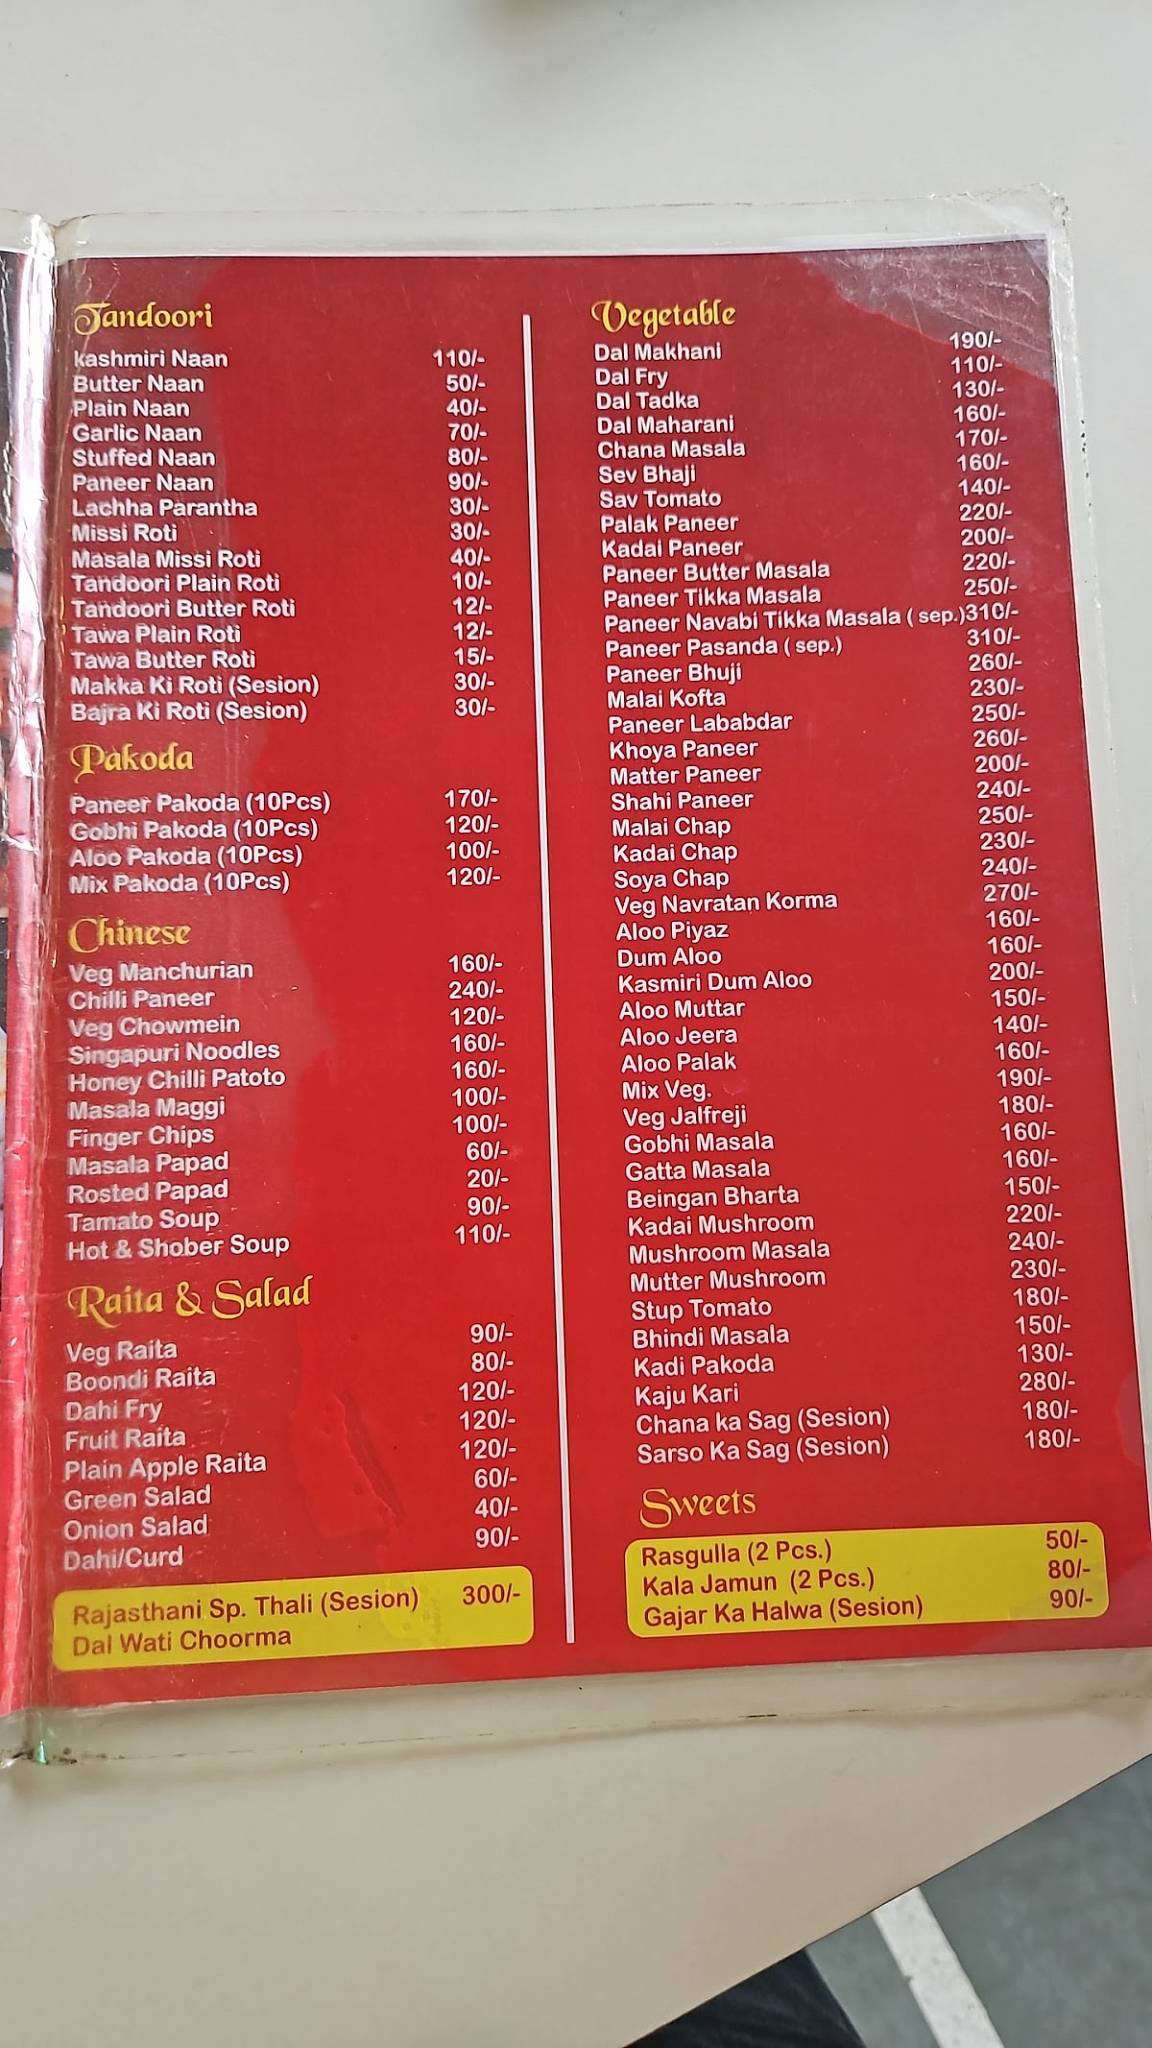 Tandoori
kashmiri Naan 110/-
Butter Naan 50/-
Plain Naan 40/-
Garlic Naan 70/-
Stuffed Naan 80/-
Paneer Naan 90/-
Lachha Parantha 30/-
Missi Roti 30/-
Masala Missi Roti 40/-
Tandoori Plain Roti 10/-
Tandoori Butter Roti 12/-
Tawa Plain Roti 12/-
Tawa Butter Roti 15/-
Makka Ki Roti (Sesion) 30/-
Bajra Ki Roti (Sesion) 30/-
Pakoda
Paneer Pakoda (10Pcs) 170/-
Gobhi Pakoda (10Pcs) 120/-
Aloo Pakoda (10Pcs) 100/-
Mix Pakoda (10Pcs) 120/-
Chinese
Veg Manchurian 160/-
Chilli Paneer 240/-
Veg Chowmein 120/-
Singapuri Noodles 160/-
Honey Chilli Patoto 160/-
Masala Maggi 100/-
Finger Chips 100/-
Masala Papad 60/-
Rosted Papad 20/-
Tamato Soup 90/-
Hot & Shober Soup 110/-
Raita & Salad
Veg Raita 90/-
Boondi Raita 80/-
Dahi Fry 120/-
Fruit Raita 120/-
Plain Apple Raita 120/-
Green Salad 60/-
Onion Salad 40/-
Dahi/Curd 90/-
Rajasthani Sp. Thali (Sesion) 300/-
Dal Wati Choorma
Vegetable
Dal Makhani 190/-
Dal Fry 110/-
Dal Tadka 130/-
Dal Maharani 160/-
Chana Masala 170/-
Sev Bhaji 160/-
Sav Tomato 140/-
Palak Paneer 220/-
Kadai Paneer 200/-
Paneer Butter Masala 220/-
Paneer Tikka Masala 250/-
Paneer Navabi Tikka Masala ( sep.)310/-
Paneer Pasanda ( sep.) 310/-
Paneer Bhuji 260/-
Malai Kofta 230/-
Paneer Lababdar 250/-
Khoya Paneer 260/-
Matter Paneer 200/-
Shahi Paneer 240/-
Malai Chap 250/-
Kadai Chap 230/-
Soya Chap 240/-
Veg Navratan Korma 270/-
Aloo Piyaz 160/-
Dum Aloo 160/-
Kasmiri Dum Aloo 200/-
Aloo Muttar 150/-
Aloo Jeera 140/-
Aloo Palak 160/-
Mix Veg. 190/-
Veg Jalfreji 180/-
Gobhi Masala 160/-
Gatta Masala 160/-
Beingan Bharta 150/-
Kadai Mushroom 220/-
Mushroom Masala 240/-
Mutter Mushroom 230/-
Stup Tomato 180/-
Bhindi Masala 150/-
Kadi Pakoda 130/-
Kaju Kari 280/-
Chana ka Sag (Sesion) 180/-
Sarso Ka Sag (Sesion) 180/-
Sweets
Rasgulla (2 Pcs.) 50/-
Kala Jamun (2 Pcs.) 80/-
Gajar Ka Halwa (Sesion) 90/-